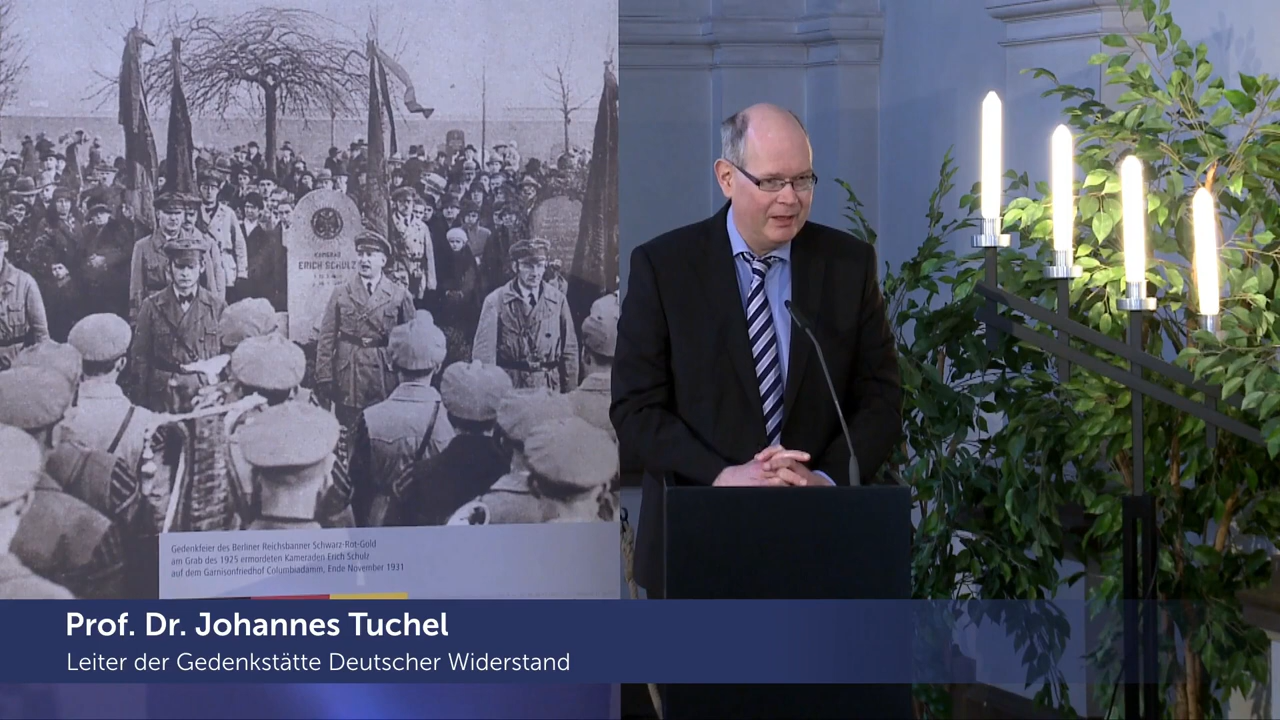 KAMERAD
ERICH SCHULZ
Gedenkfeier des Berliner Reichsbanner Schwarz-Rot-Gold
am Grab des 1925 ermordeten Kameraden Erich Schulz
auf dem Garnisonfriedhof Columbiadamm, Ende November 1931
Prof. Dr. Johannes Tuchel
Leiter der Gedenkstätte Deutscher Widerstand